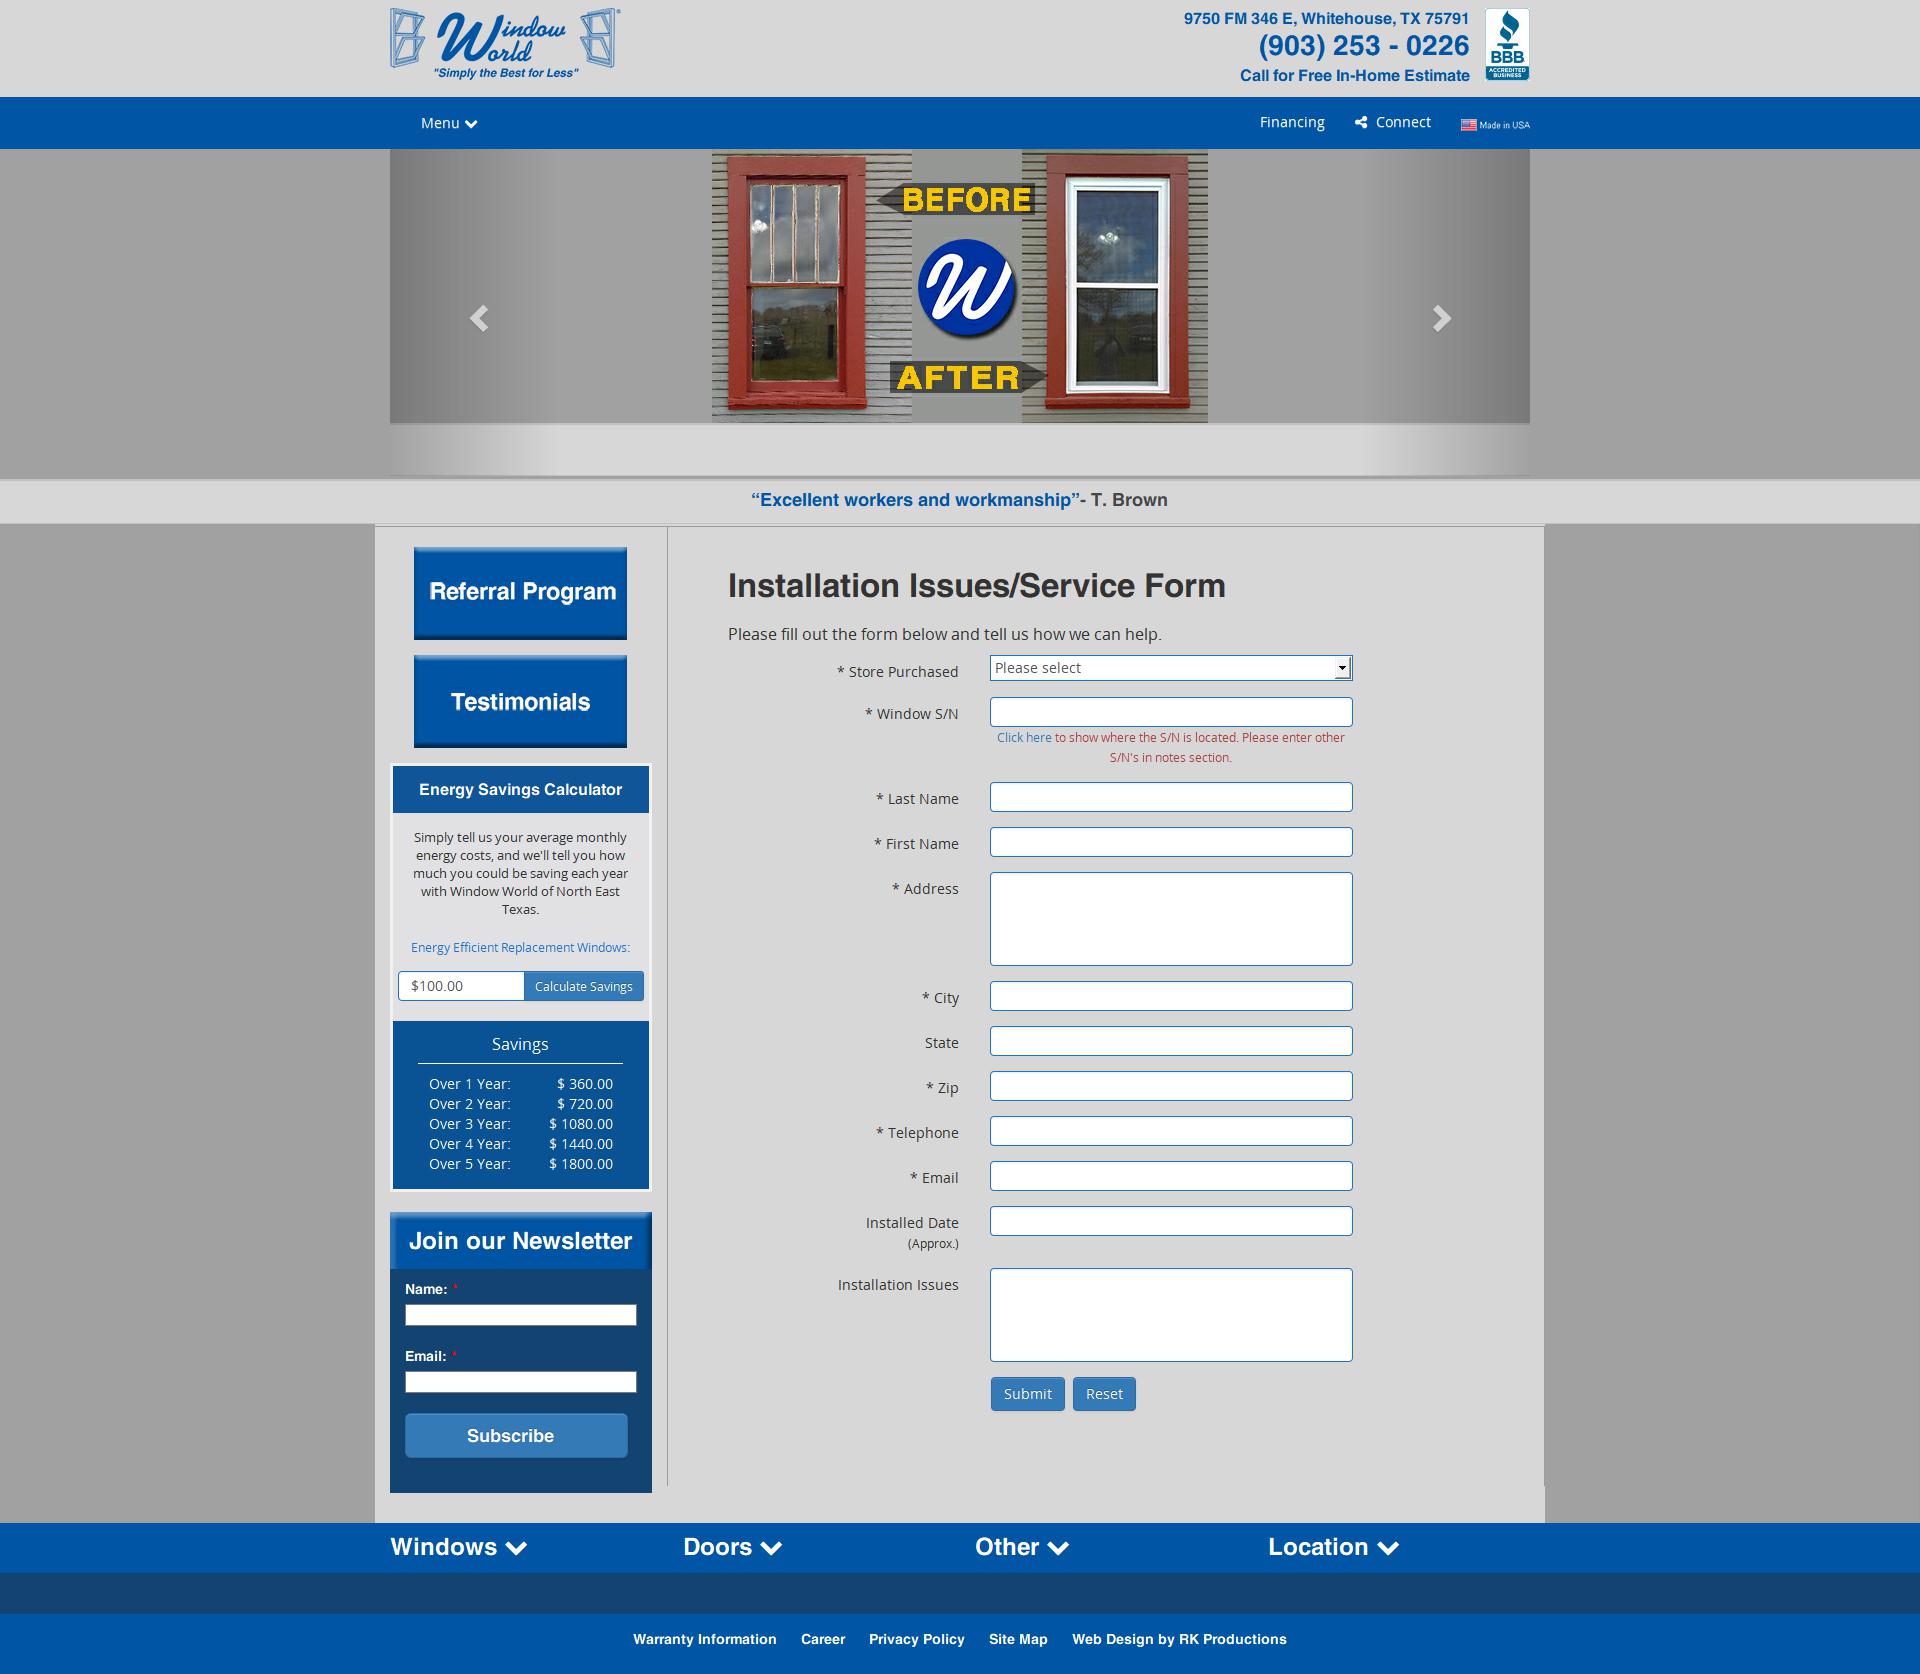 Window World
"Simply the Best for Less"
9750 FM 346 E, Whitehouse, TX 75791
(903) 253 - 0226
Call for Free In-Home Estimate
BBB
ACCREDITED BUSINESS
Menu
Financing
Connect
Made in USA
BEFORE
W
AFTER
“Excellent workers and workmanship”- T. Brown
Referral Program
Testimonials
Energy Savings Calculator
Simply tell us your average monthly
energy costs, and we'll tell you how
much you could be saving each year
with Window World of North East
Texas.
Energy Efficient Replacement Windows:
$100.00
Calculate Savings
Savings
Over 1 Year: $ 360.00
Over 2 Year: $ 720.00
Over 3 Year: $ 1080.00
Over 4 Year: $ 1440.00
Over 5 Year: $ 1800.00
Join our Newsletter
Name: *
Email: *
Subscribe
Installation Issues/Service Form
Please fill out the form below and tell us how we can help.
* Store Purchased
Please select
* Window S/N
Click here to show where the S/N is located. Please enter other
S/N's in notes section.
* Last Name
* First Name
* Address
* City
State
* Zip
* Telephone
* Email
Installed Date
(Approx.)
Installation Issues
Submit
Reset
Windows
Doors
Other
Location
Warranty Information
Career
Privacy Policy
Site Map
Web Design by RK Productions